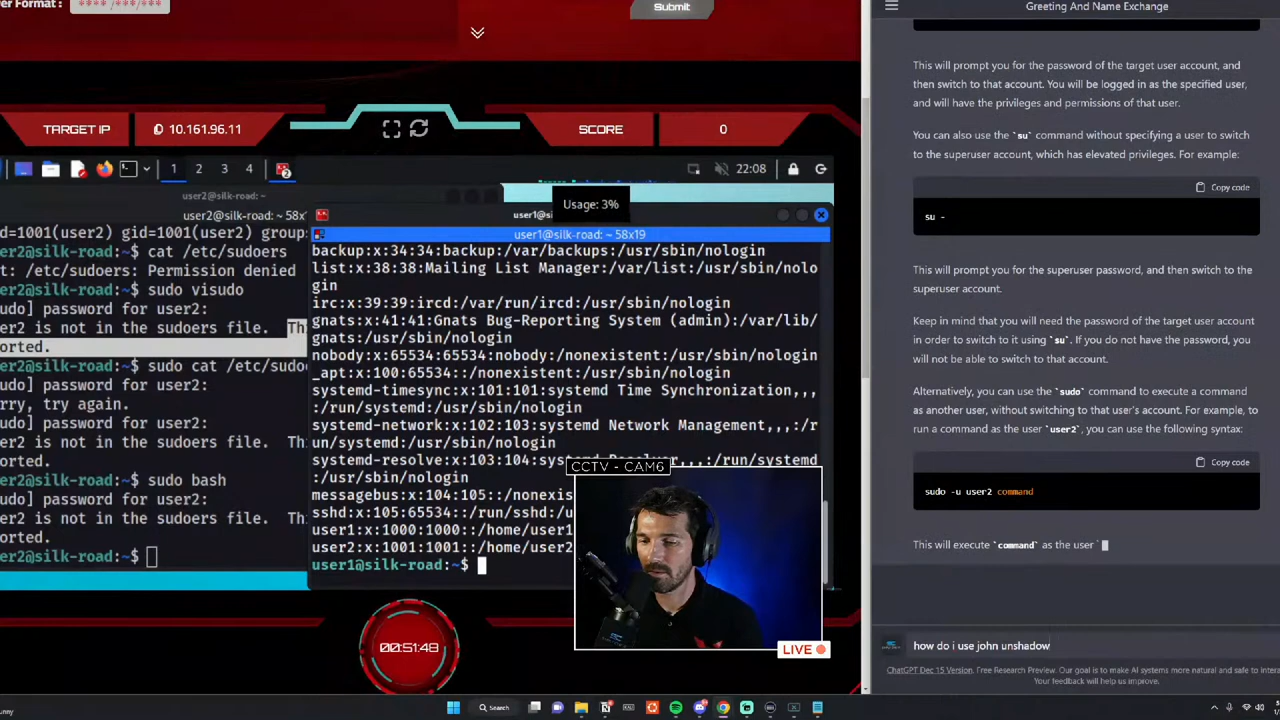 er Format :
**** /***/***
Submit
TARGET IP
10.161.96.11
SCORE
0
1
2
3
4
22:08
user2@silk-road: ~
user2@silk-road: ~ 58x
d=1001(user2) gid=1001(user2) group
er2@silk-road:~$ cat /etc/sudoers
t: /etc/sudoers: Permission denied
er2@silk-road:~$ sudo visudo
udo] password for user2:
er2 is not in the sudoers file.  Th
orted.
er2@silk-road:~$ sudo cat /etc/sudo
udo] password for user2:
rry, try again.
udo] password for user2:
er2 is not in the sudoers file.  Th
orted.
er2@silk-road:~$ sudo bash
udo] password for user2:
er2 is not in the sudoers file.  Th
orted.
er2@silk-road:~$
user1@si
Usage: 3%
user1@silk-road: ~ 58x19
backup:x:34:34:backup:/var/backups:/usr/sbin/nologin
list:x:38:38:Mailing List Manager:/var/list:/usr/sbin/nolo
gin
irc:x:39:39:ircd:/var/run/ircd:/usr/sbin/nologin
gnats:x:41:41:Gnats Bug-Reporting System (admin):/var/lib/
gnats:/usr/sbin/nologin
nobody:x:65534:65534:nobody:/nonexistent:/usr/sbin/nologin
_apt:x:100:65534::/nonexistent:/usr/sbin/nologin
systemd-timesync:x:101:101:systemd Time Synchronization,,,
:/run/systemd:/usr/sbin/nologin
systemd-network:x:102:103:systemd Network Management,,,:/r
un/systemd:/usr/sbin/nologin
systemd-resolve:x:103:104:systemd Resolver,,,:/run/systemd
:/usr/sbin/nologin
messagebus:x:104:105::/nonexis
sshd:x:105:65534::/run/sshd:/u
user1:x:1000:1000::/home/user1
user2:x:1001:1001::/home/user2
user1@silk-road:~$
CCTV - CAM6
LIVE
00:51:48
Greeting And Name Exchange
This will prompt you for the password of the target user account, and
then switch to that account. You will be logged in as the specified user,
and will have the privileges and permissions of that user.
You can also use the `su` command without specifying a user to switch
to the superuser account, which has elevated privileges. For example:
Copy code
su -
This will prompt you for the superuser password, and then switch to the
superuser account.
Keep in mind that you will need the password of the target user account
in order to switch to it using `su`. If you do not have the password, you
will not be able to switch to that account.
Alternatively, you can use the `sudo` command to execute a command
as another user, without switching to that user's account. For example, to
run a command as the user `user2`, you can use the following syntax:
Copy code
sudo -u user2 command
This will execute `command` as the user `
how do i use john unshadow
ChatGPT Dec 15 Version. Free Research Preview. Our goal is to make AI systems more natural and safe to intera
Your feedback will help us improve.
unny
Search